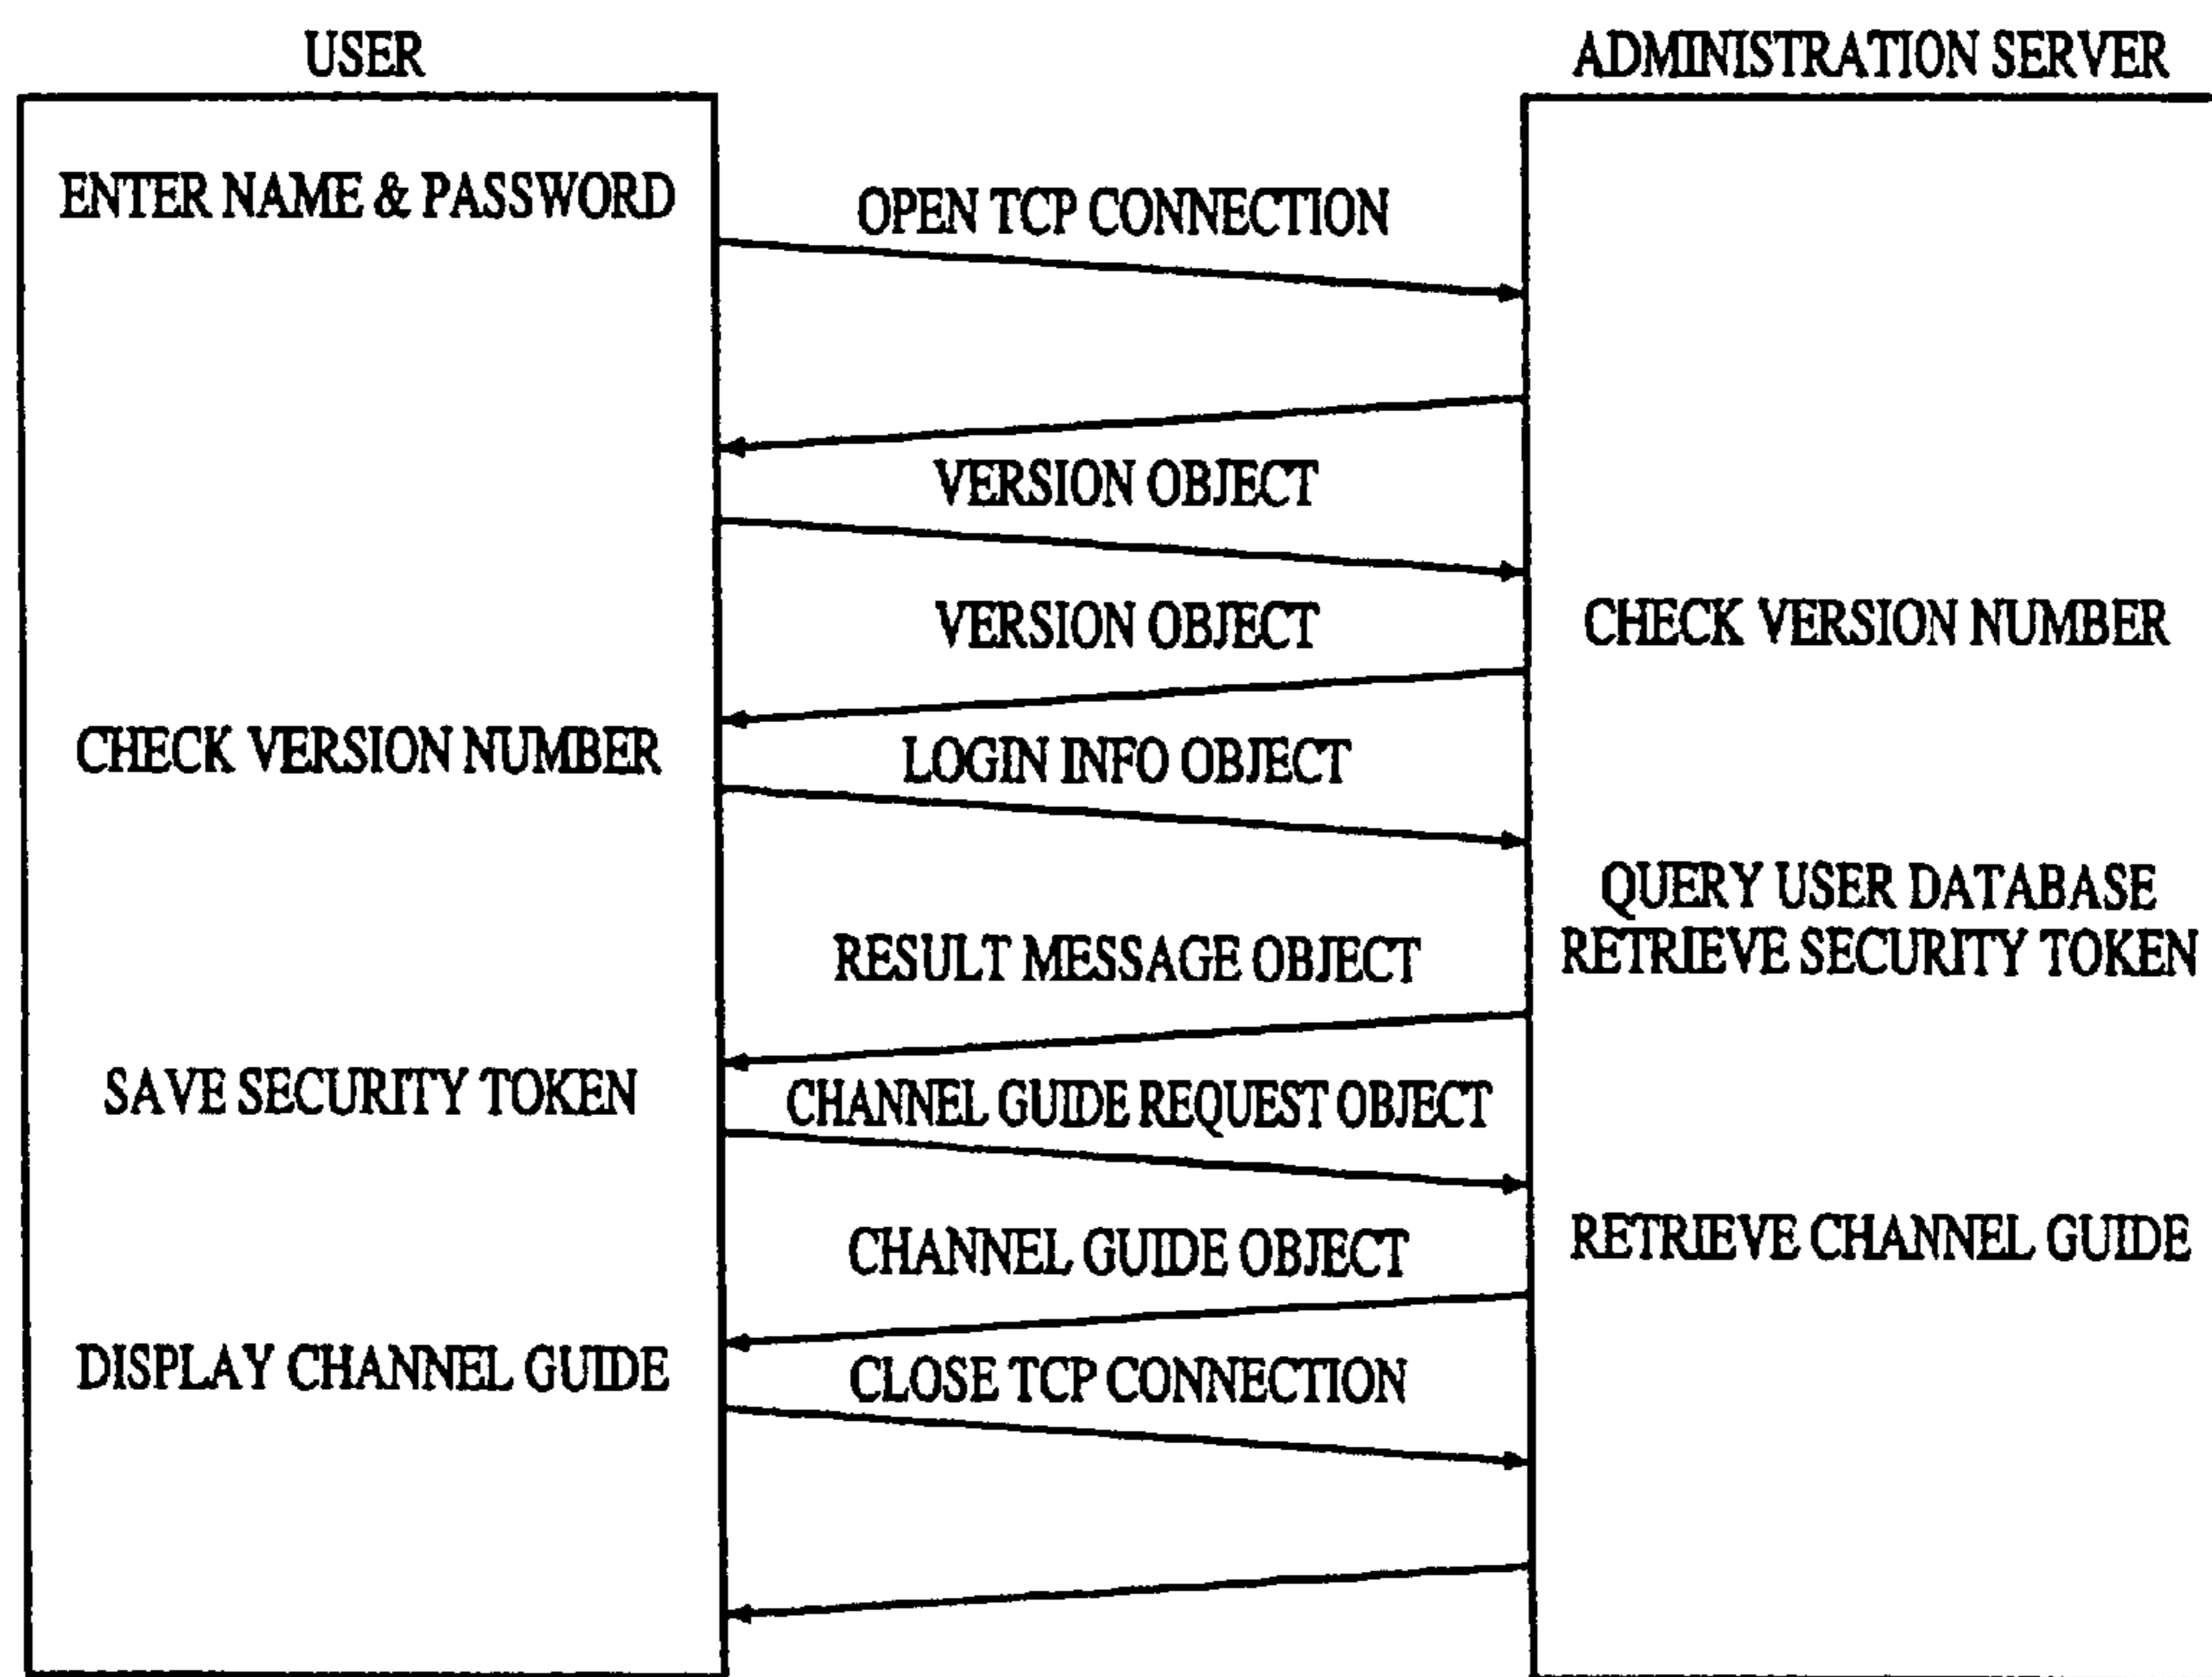 USER
ADMINISTRATION SERVER
ENTER NAME & PASSWORD
OPEN TCP CONNECTION
VERSION OBJECT
VERSION OBJECT
CHECK VERSION NUMBER
CHECK VERSION NUMBER
LOGIN INFO OBJECT
QUERY USER DATABASE
RETRIEVE SECURITY TOKEN
RESULT MESSAGE OBJECT
SAVE SECURITY TOKEN
CHANNEL GUIDE REQUEST OBJECT
RETRIEVE CHANNEL GUIDE
CHANNEL GUIDE OBJECT
DISPLAY CHANNEL GUIDE
CLOSE TCP CONNECTION